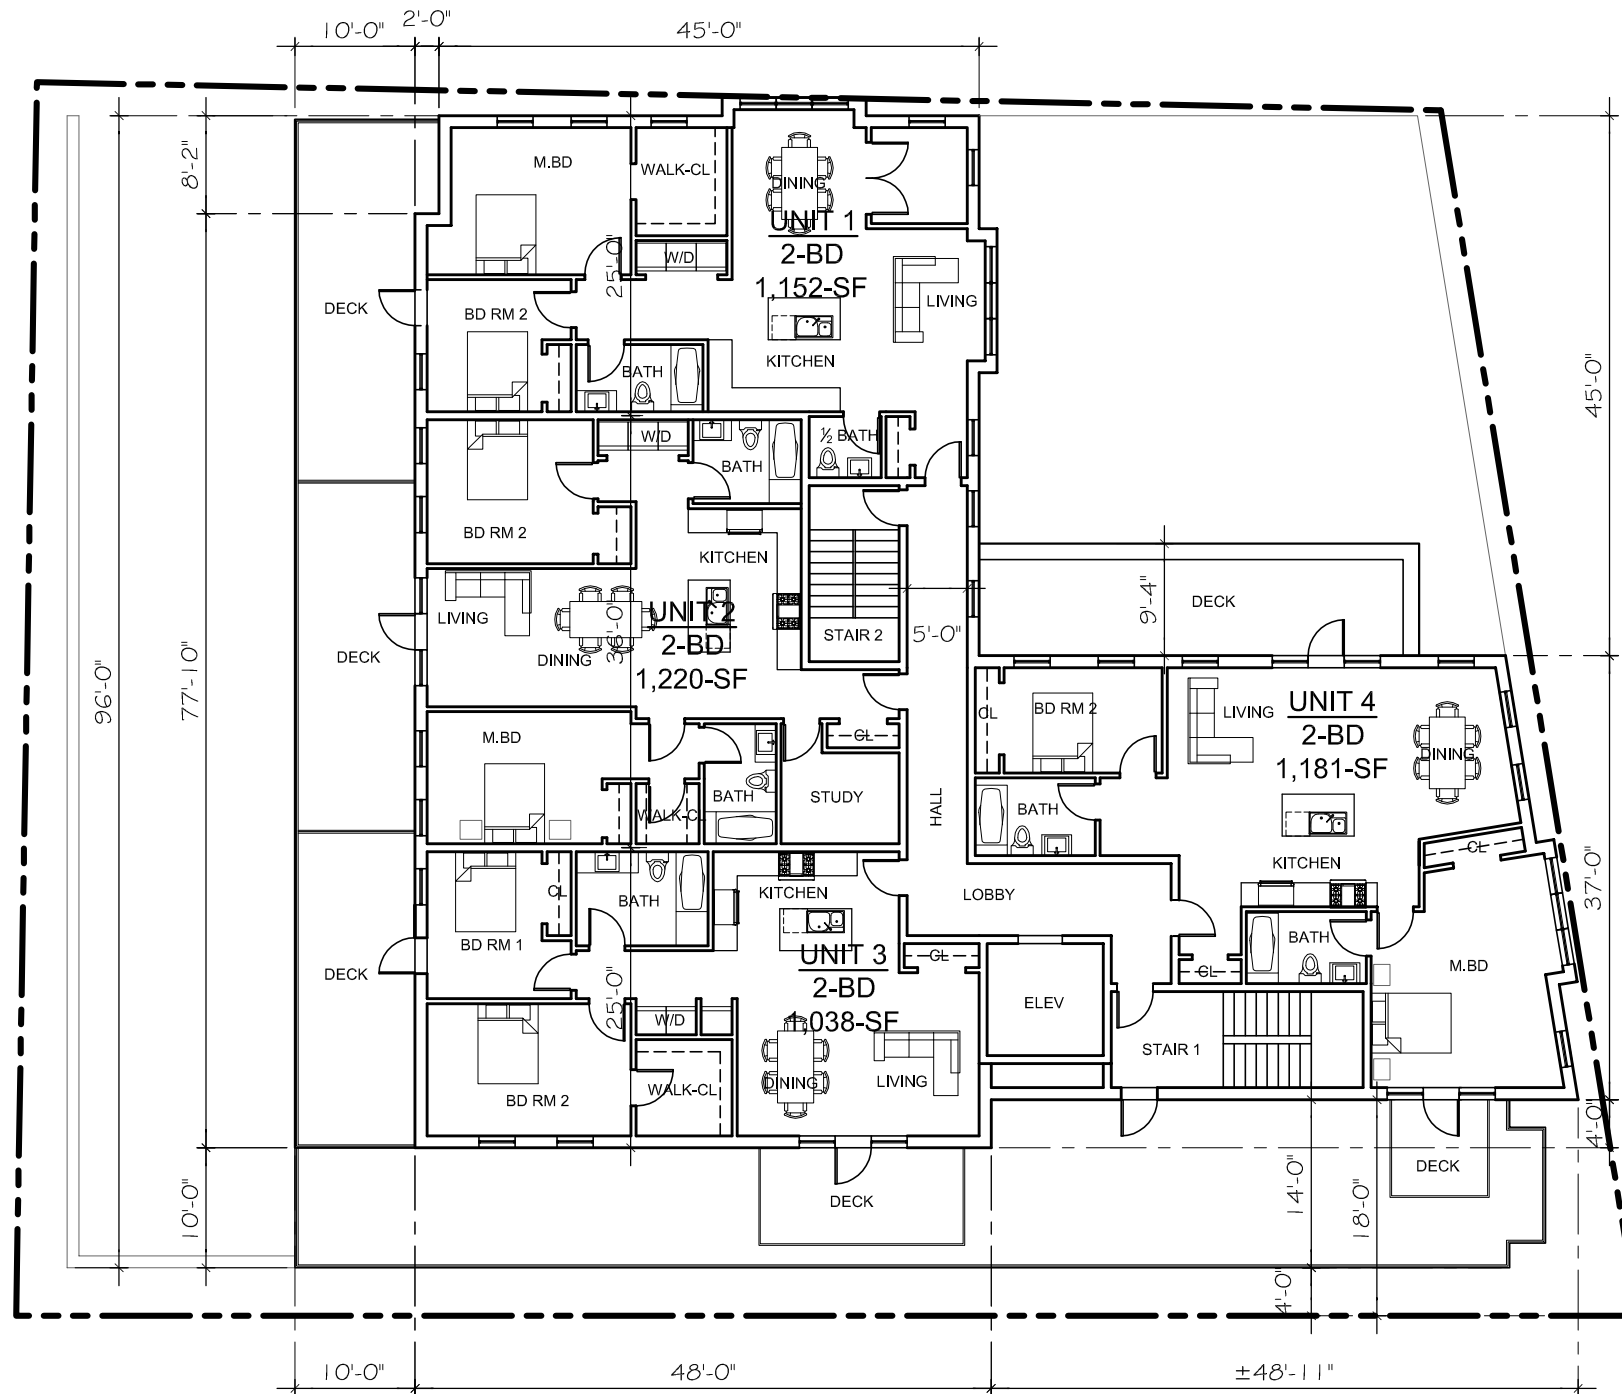 10'-0"
2'-0"
45'-0"
8'-2"
M.BD
WALK-CL
DINING
UNIT 1
2-BD
1,152-SF
25'-0"
W/D
LIVING
DECK
BD RM 2
KITCHEN
BATH
45'-0"
W/D
BATH
½ BATH
BD RM 2
KITCHEN
DECK
9'-4"
LIVING
UNIT 2
2-BD
1,220-SF
STAIR 2
5'-0"
DINING
DECK
96'-0"
77'-10"
CL
BD RM 2
LIVING
UNIT 4
2-BD
1,181-SF
DINING
M.BD
CL
BATH
STUDY
WALK-CL
HALL
BATH
KITCHEN
CL
37'-0"
CL
BATH
KITCHEN
LOBBY
BD RM 1
UNIT 3
2-BD
1,038-SF
CL
BATH
CL
M.BD
DECK
ELEV
25'-0"
W/D
STAIR 1
DINING
LIVING
WALK-CL
BD RM 2
4'-0"
DECK
DECK
10'-0"
14'-0"
18'-0"
4'-0"
10'-0"
48'-0"
±48'-11"